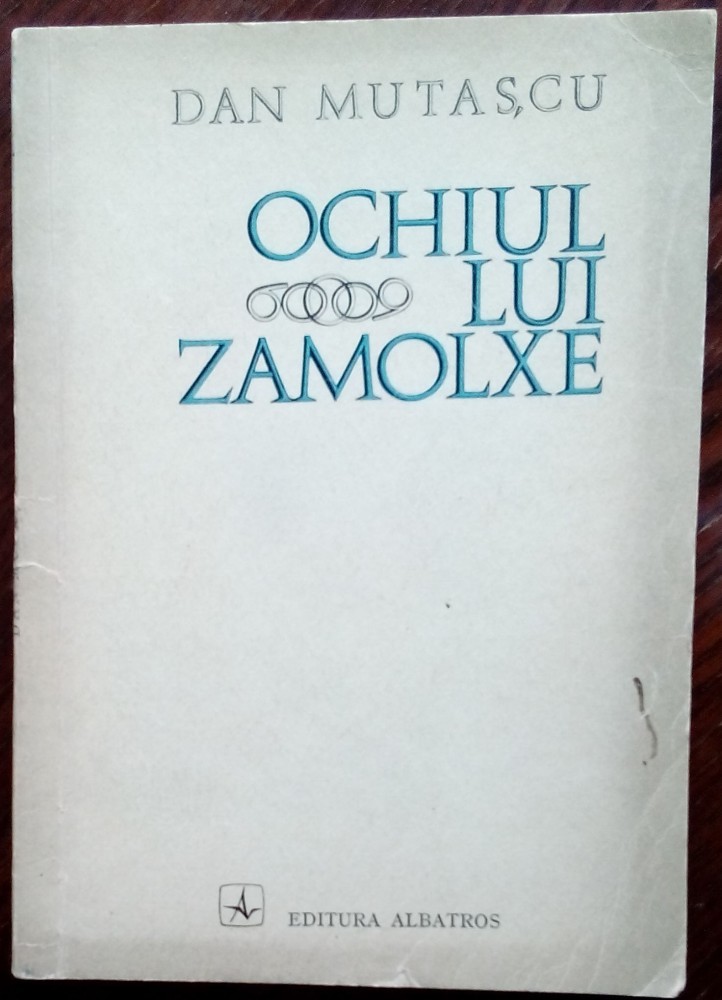 DAN MUTAȘCU
OCHIUL
LUI
ZAMOLXE
EDITURA ALBATROS